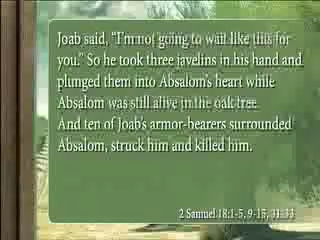 Joab said, "I'm not going to wait like this for
you." So he took three javelins in his hand and
plunged them into Absalom's heart while
Absalom was still alive in the oak tree.
And ten of Joab's armor-bearers surrounded
Absalom, struck him and killed him.
2 Samuel 18:1-5, 9-15, 31-33